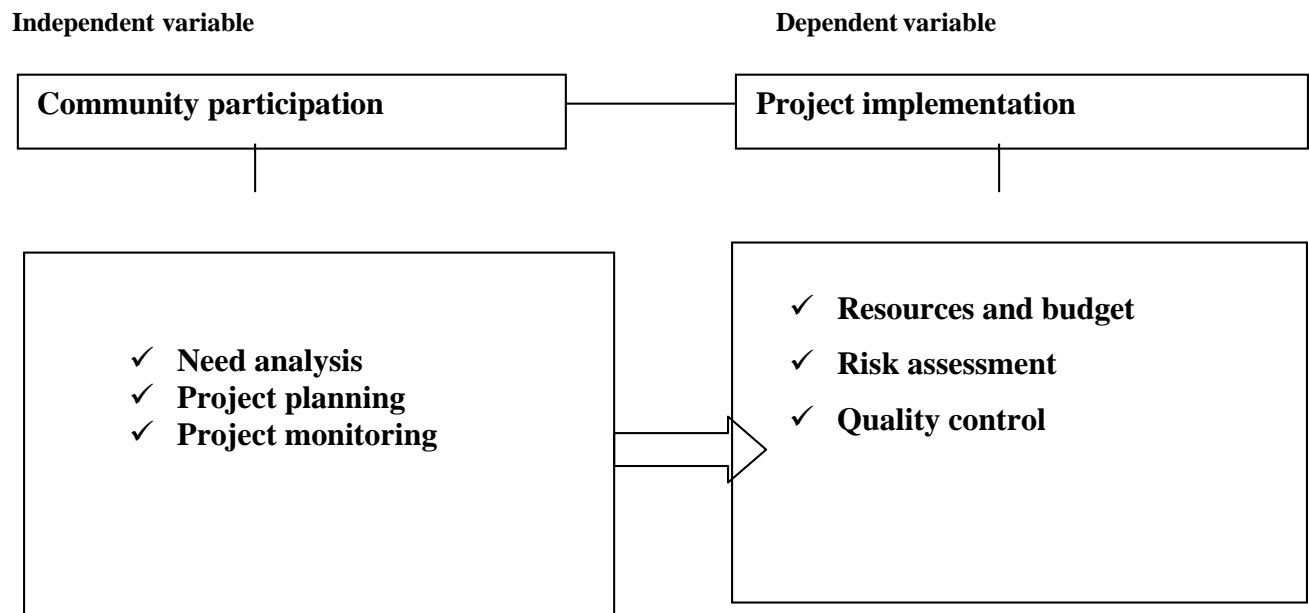 Independent variable
Dependent variable
Community participation
Project implementation
✓ Need analysis
✓ Project planning
✓ Project monitoring
✓ Resources and budget
✓ Risk assessment
✓ Quality control